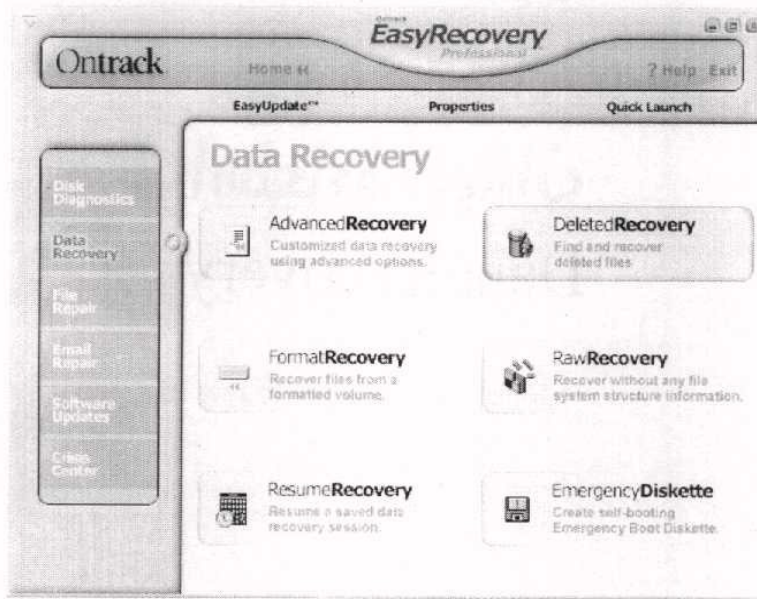 Ontrack
EasyRecovery
Professional
Ontrack
Home
? Help Exit
EasyUpdate™ Properties Quick Launch
Data Recovery
Disk
Diagnostics
Data
Recovery
File
Repair
Email
Repair
Software
Updates
Crisis
Center
AdvancedRecovery
Customized data recovery
using advanced options.
DeletedRecovery
Find and recover
deleted files
FormatRecovery
Recover files from a
formatted volume.
RawRecovery
Recover without any file
system structure information.
ResumeRecovery
Resume a saved data
recovery session.
EmergencyDiskette
Create self-booting
Emergency Boot Diskette.